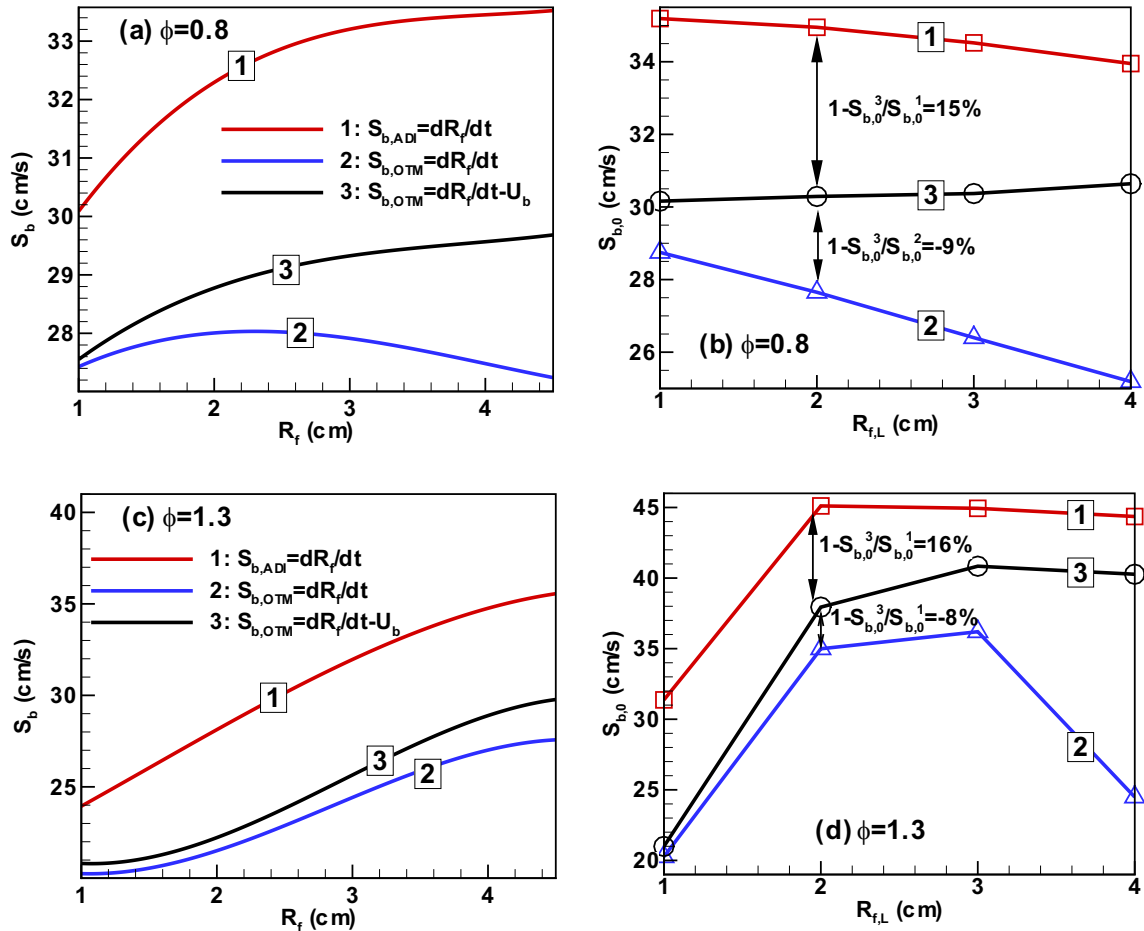 (a) ϕ=0.8
33
32
31
30
29
28
S_b (cm/s)
1
3
2
1: S_b,ADI=dR_f/dt
2: S_b,OTM=dR_f/dt
3: S_b,OTM=dR_f/dt-U_b
1 2 3 4
R_f (cm)
34
32
30
28
26
S_b,0 (cm/s)
1
1-S_b,0^3/S_b,0^1=15%
3
1-S_b,0^3/S_b,0^2=-9%
2
(b) ϕ=0.8
1 2 3 4
R_f,L (cm)
(c) ϕ=1.3
40
35
30
25
S_b (cm/s)
1: S_b,ADI=dR_f/dt
2: S_b,OTM=dR_f/dt
3: S_b,OTM=dR_f/dt-U_b
1
3
2
1 2 3 4
R_f (cm)
45
40
35
30
25
20
S_b,0 (cm/s)
1
1-S_b,0^3/S_b,0^1=16%
3
1-S_b,0^3/S_b,0^1=-8%
2
(d) ϕ=1.3
1 2 3 4
R_f,L (cm)